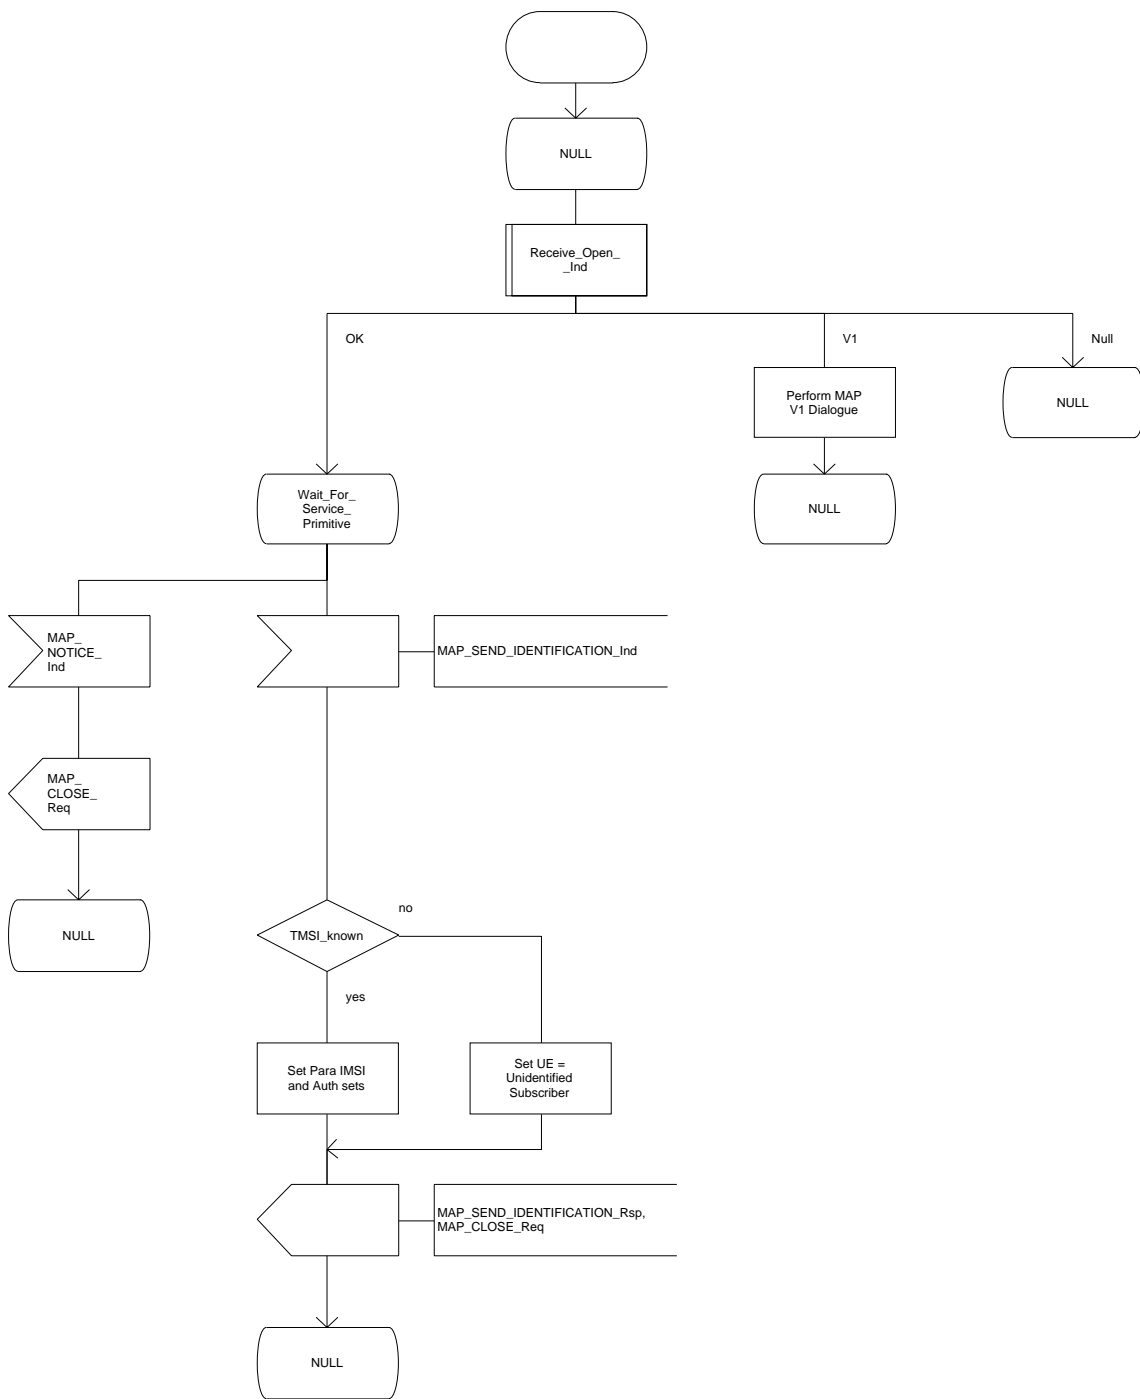 NULL
Receive_Open_
_Ind
OK
V1
Null
Perform MAP
V1 Dialogue
NULL
NULL
Wait_For_
Service_
Primitive
MAP_
NOTICE_
Ind
MAP_SEND_IDENTIFICATION_Ind
MAP_
CLOSE_
Req
NULL
TMSI_known
no
yes
Set Para IMSI
and Auth sets
Set UE =
Unidentified
Subscriber
MAP_SEND_IDENTIFICATION_Rsp,
MAP_CLOSE_Req
NULL